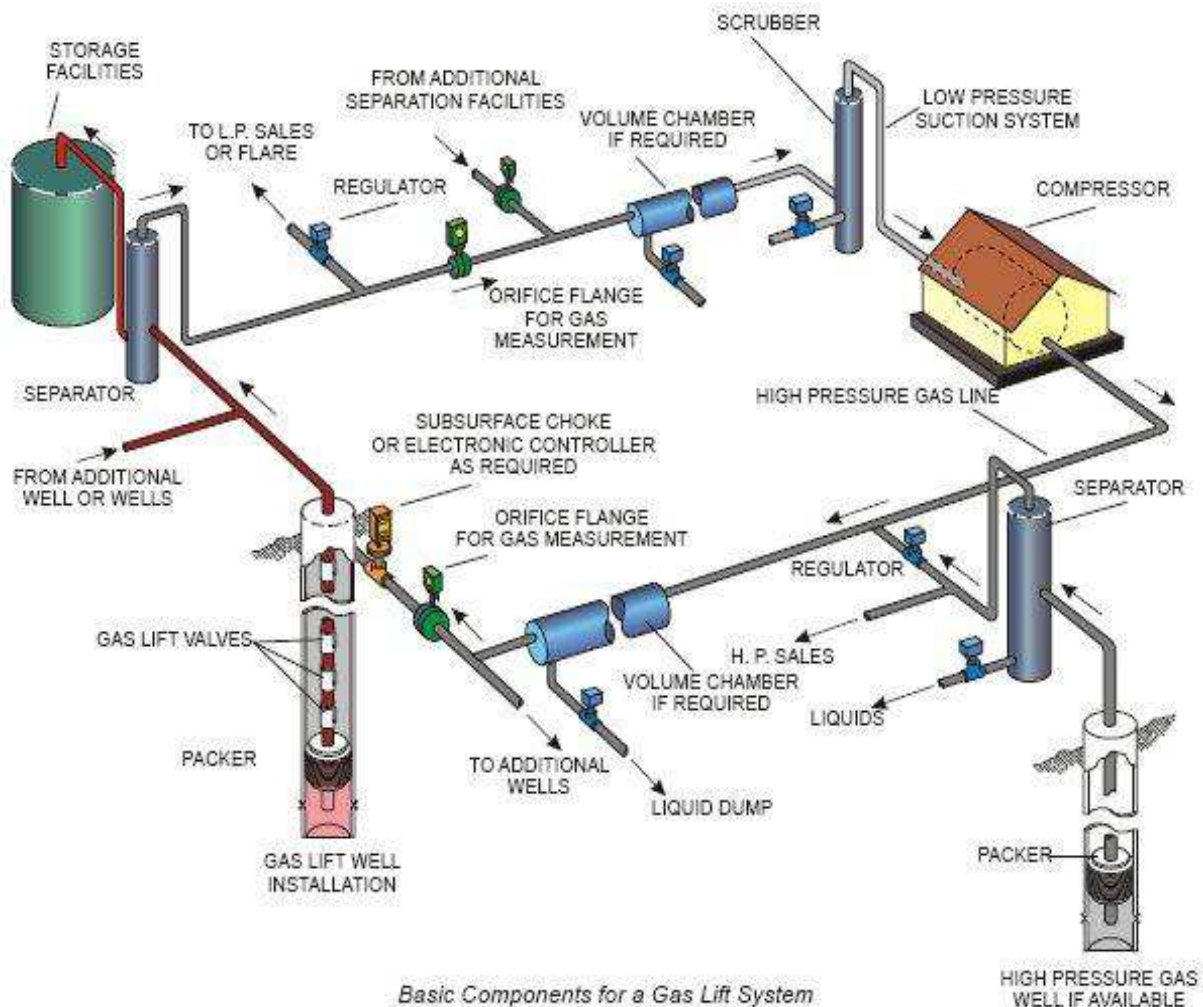 SCRUBBER
STORAGE
FACILITIES
FROM ADDITIONAL
SEPARATION FACILITIES
VOLUME CHAMBER
IF REQUIRED
LOW PRESSURE
SUCTION SYSTEM
TO L.P. SALES
OR FLARE
REGULATOR
COMPRESSOR
ORIFICE FLANGE
FOR GAS
MEASUREMENT
SEPARATOR
HIGH PRESSURE GAS LINE
SUBSURFACE CHOKE
OR ELECTRONIC CONTROLLER
AS REQUIRED
FROM ADDITIONAL
WELL OR WELLS
SEPARATOR
ORIFICE FLANGE
FOR GAS MEASUREMENT
REGULATOR
GAS LIFT VALVES
H. P. SALES
VOLUME CHAMBER
IF REQUIRED
LIQUIDS
PACKER
TO ADDITIONAL
WELLS
LIQUID DUMP
GAS LIFT WELL
INSTALLATION
PACKER
Basic Components for a Gas Lift System
HIGH PRESSURE GAS
WELL IF AVAILABLE